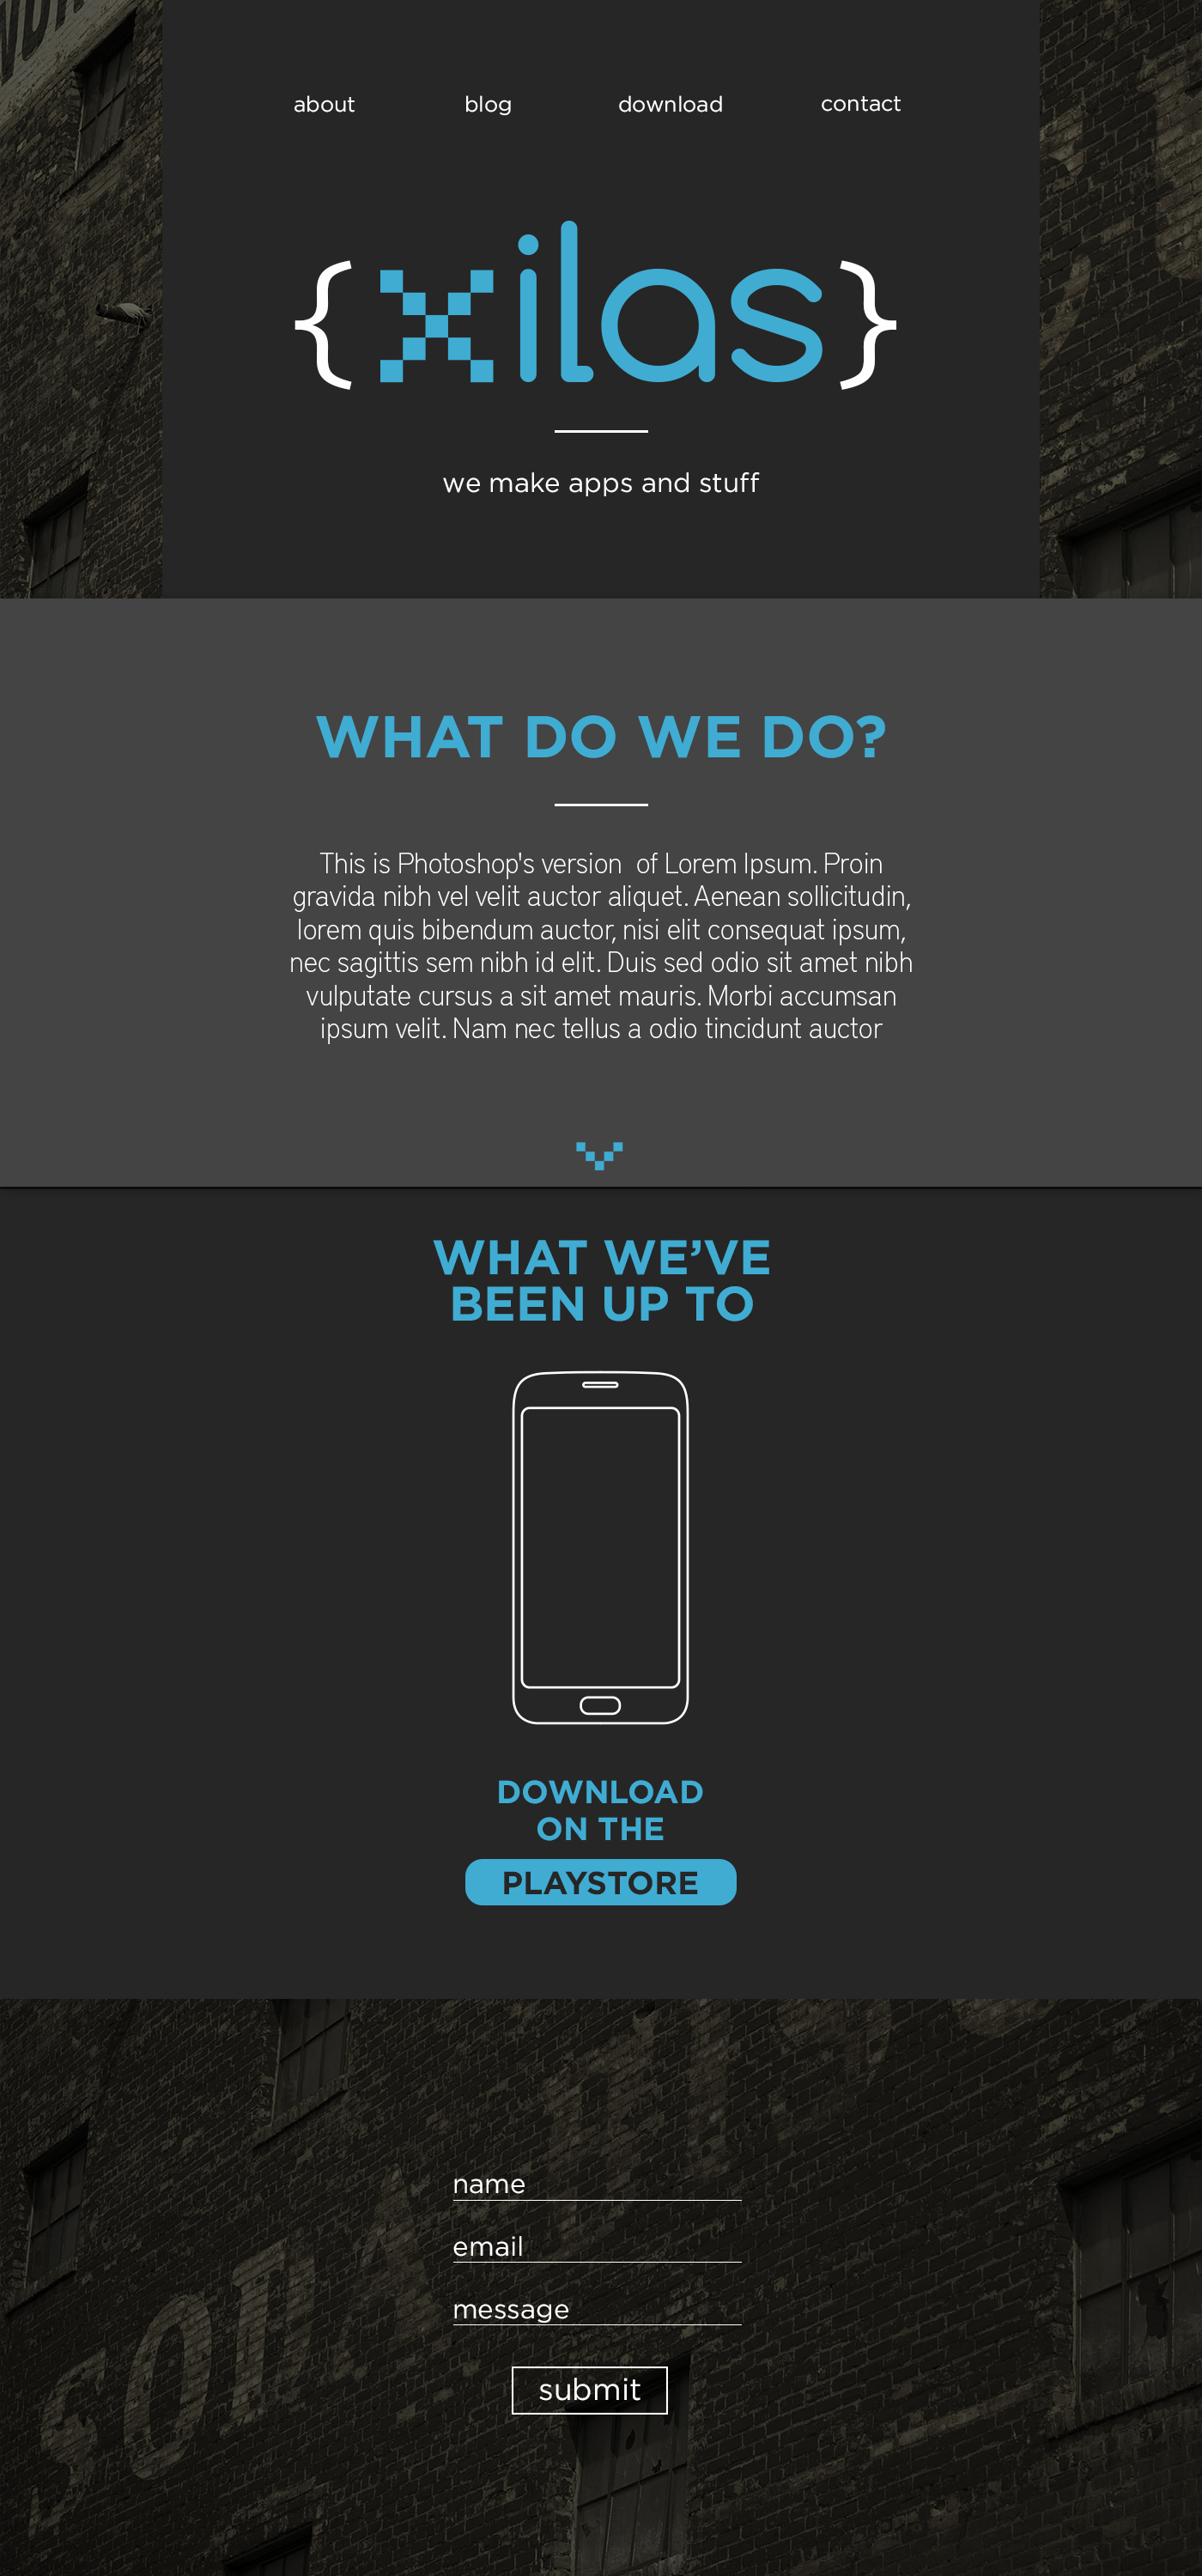 about blog download contact
{xilas}
we make apps and stuff
WHAT DO WE DO?
This is Photoshop's version  of Lorem Ipsum. Proin
gravida nibh vel velit auctor aliquet. Aenean sollicitudin,
lorem quis bibendum auctor, nisi elit consequat ipsum,
nec sagittis sem nibh id elit. Duis sed odio sit amet nibh
vulputate cursus a sit amet mauris. Morbi accumsan
ipsum velit. Nam nec tellus a odio tincidunt auctor
WHAT WE’VE
BEEN UP TO
DOWNLOAD
ON THE
PLAYSTORE
name
email
message
submit
SODA